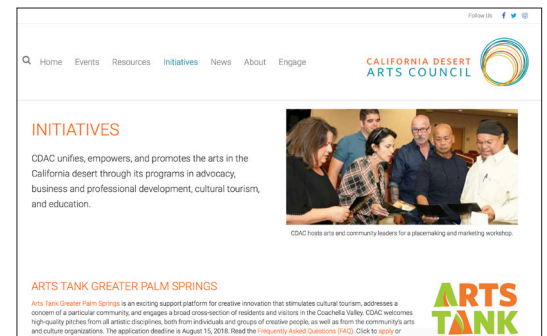 Follow Us
Home Events Resources Initiatives News About Engage
CALIFORNIA DESERT
ARTS COUNCIL
INITIATIVES
CDAC unifies, empowers, and promotes the arts in the
California desert through its programs in advocacy,
business and professional development, cultural tourism,
and education.
CDAC hosts arts and community leaders for a placemaking and marketing workshop.
ARTS TANK GREATER PALM SPRINGS
Arts Tank Greater Palm Springs is an exciting support platform for creative innovation that stimulates cultural tourism, addresses a
concern of a particular community, and engages a broad cross-section of residents and visitors in the Coachella Valley. CDAC welcomes
high-quality pitches from all artistic disciplines, both from individuals and groups of creative people, as well as from the community's arts
and culture organizations. The application deadline is August 15, 2018. Read the Frequently Asked Questions (FAQ). Click to apply or
ARTS
TANK